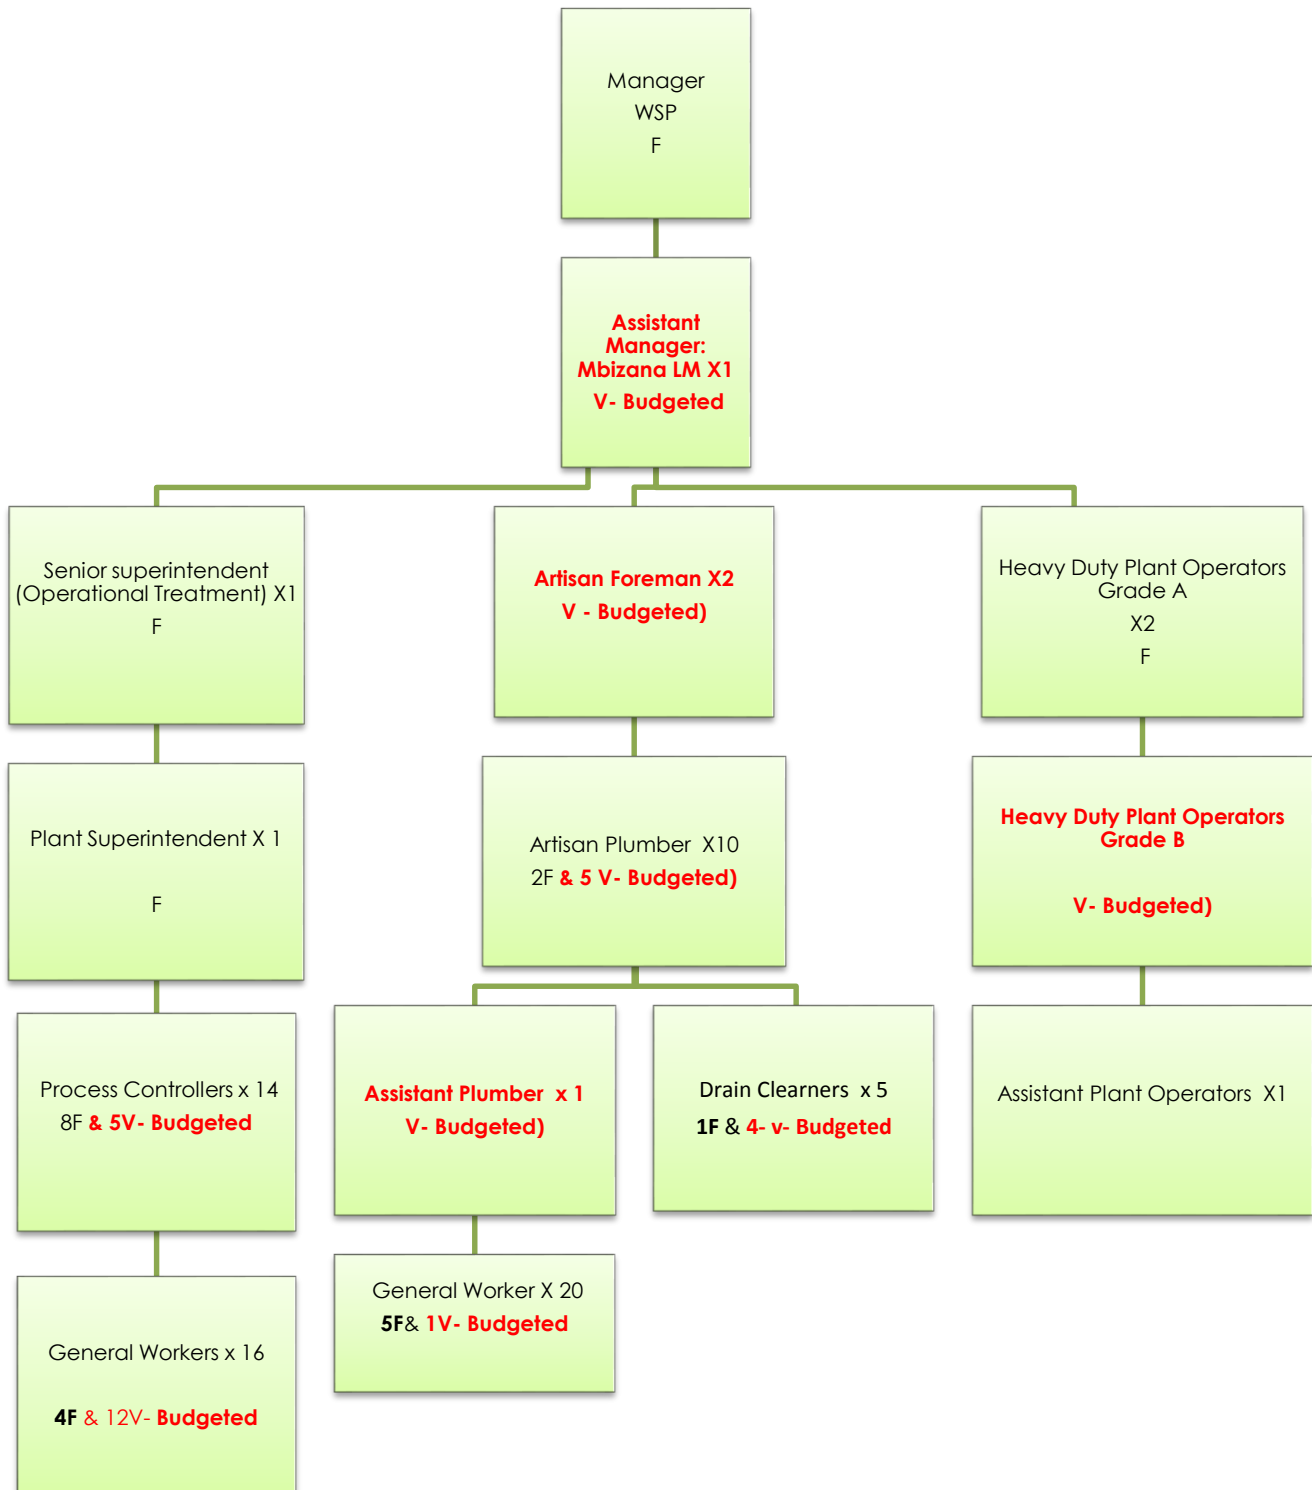 Manager
WSP
F
Assistant
Manager:
Mbizana LM X1
V- Budgeted
Senior superintendent
(Operational Treatment) X1
F
Artisan Foreman X2
V - Budgeted)
Heavy Duty Plant Operators
Grade A
X2
F
Plant Superintendent X 1
F
Artisan Plumber X10
2F & 5 V- Budgeted)
Heavy Duty Plant Operators
Grade B
V- Budgeted)
Process Controllers x 14
8F & 5V- Budgeted
Assistant Plumber x 1
V- Budgeted)
Drain Clearners x 5
1F & 4- v- Budgeted
Assistant Plant Operators X1
General Workers x 16
4F & 12V- Budgeted
General Worker X 20
5F& 1V- Budgeted